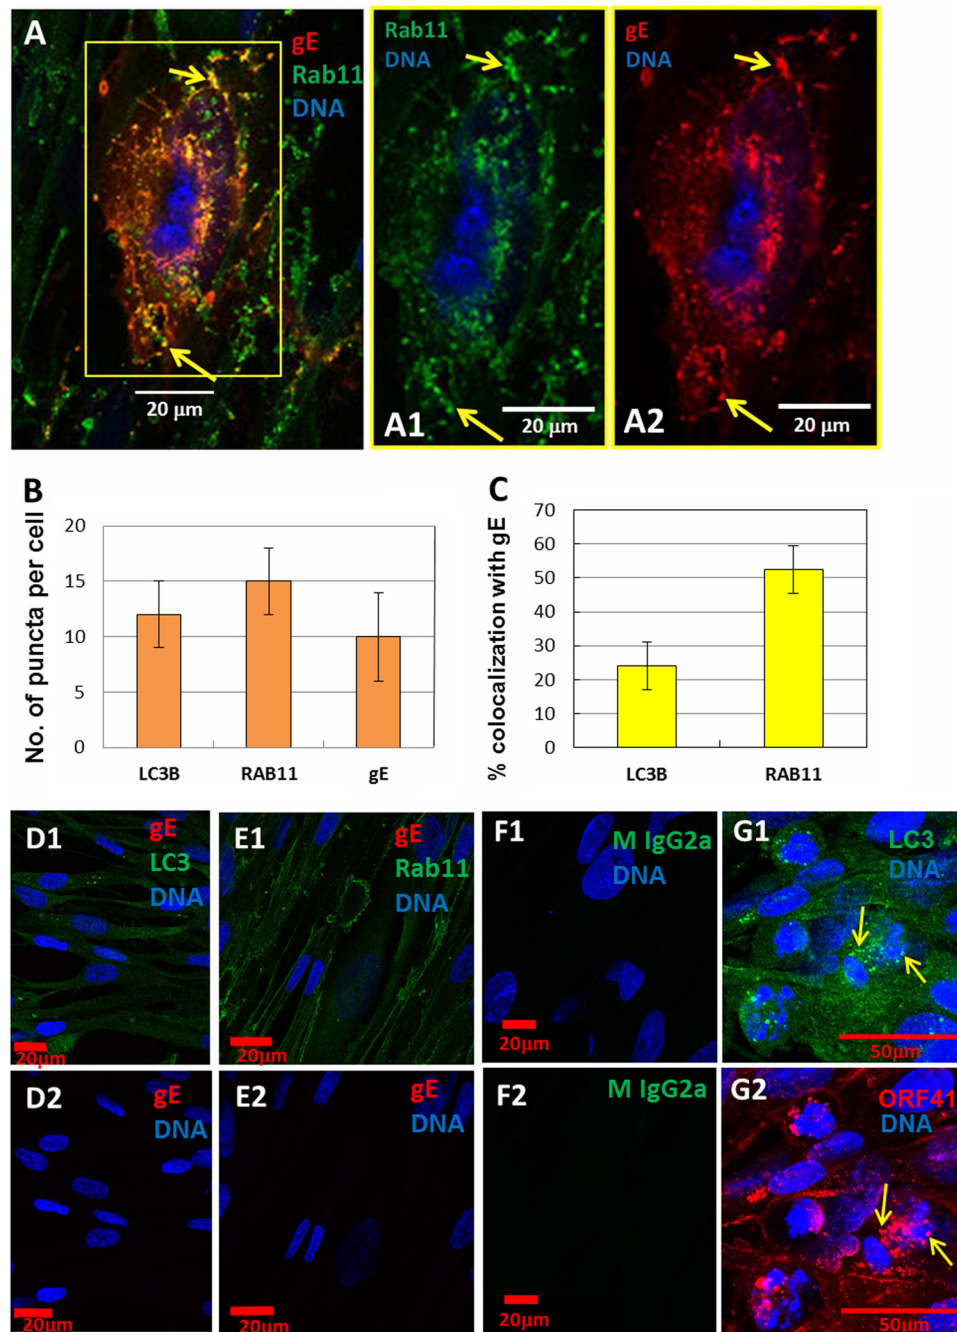 A
gE
Rab11
DNA
20 µm
Rab11
DNA
A1
20 µm
gE
DNA
A2
20 µm
B
No. of puncta per cell
20
15
10
5
0
LC3B
RAB11
gE
C
% colocalization with gE
70
60
50
40
30
20
10
0
LC3B
RAB11
D1
gE
LC3
DNA
20µm
E1
gE
Rab11
DNA
20µm
F1
M IgG2a
DNA
20µm
G1
LC3
DNA
50µm
D2
gE
DNA
20µm
E2
gE
DNA
20µm
F2
M IgG2a
20µm
G2
ORF41
DNA
50µm